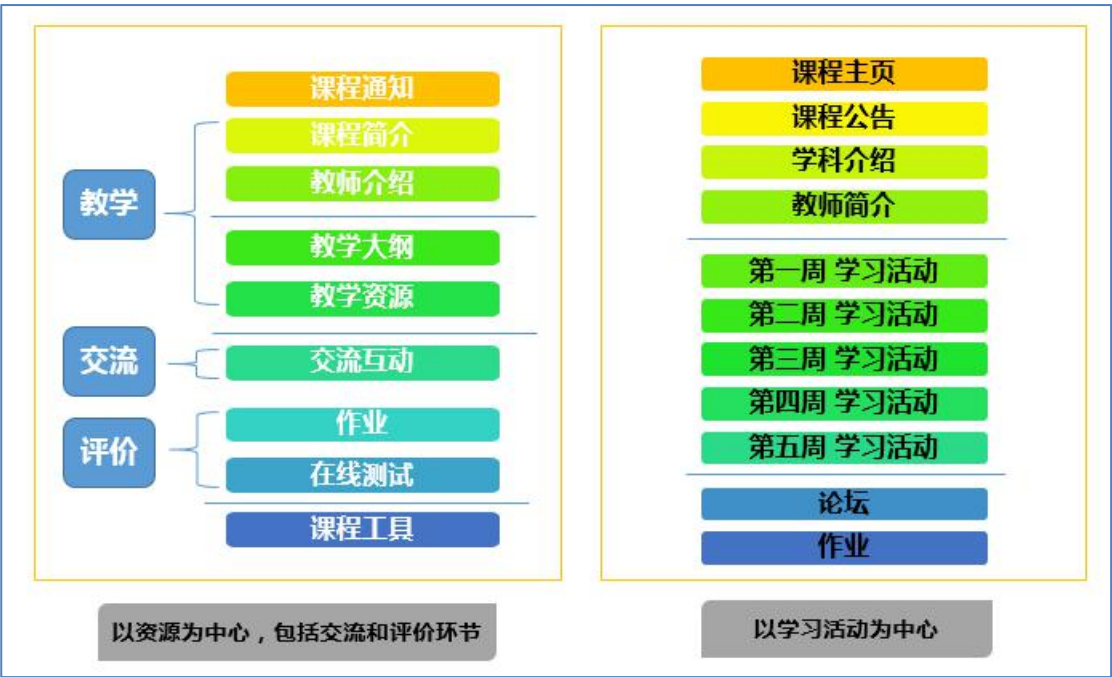 课程通知
课程简介
教师介绍
教学
教学大纲
教学资源
交流
交流互动
作业
评价
在线测试
课程工具
以资源为中心，包括交流和评价环节
课程主页
课程公告
学科介绍
教师简介
第一周 学习活动
第二周 学习活动
第三周 学习活动
第四周 学习活动
第五周 学习活动
论坛
作业
以学习活动为中心